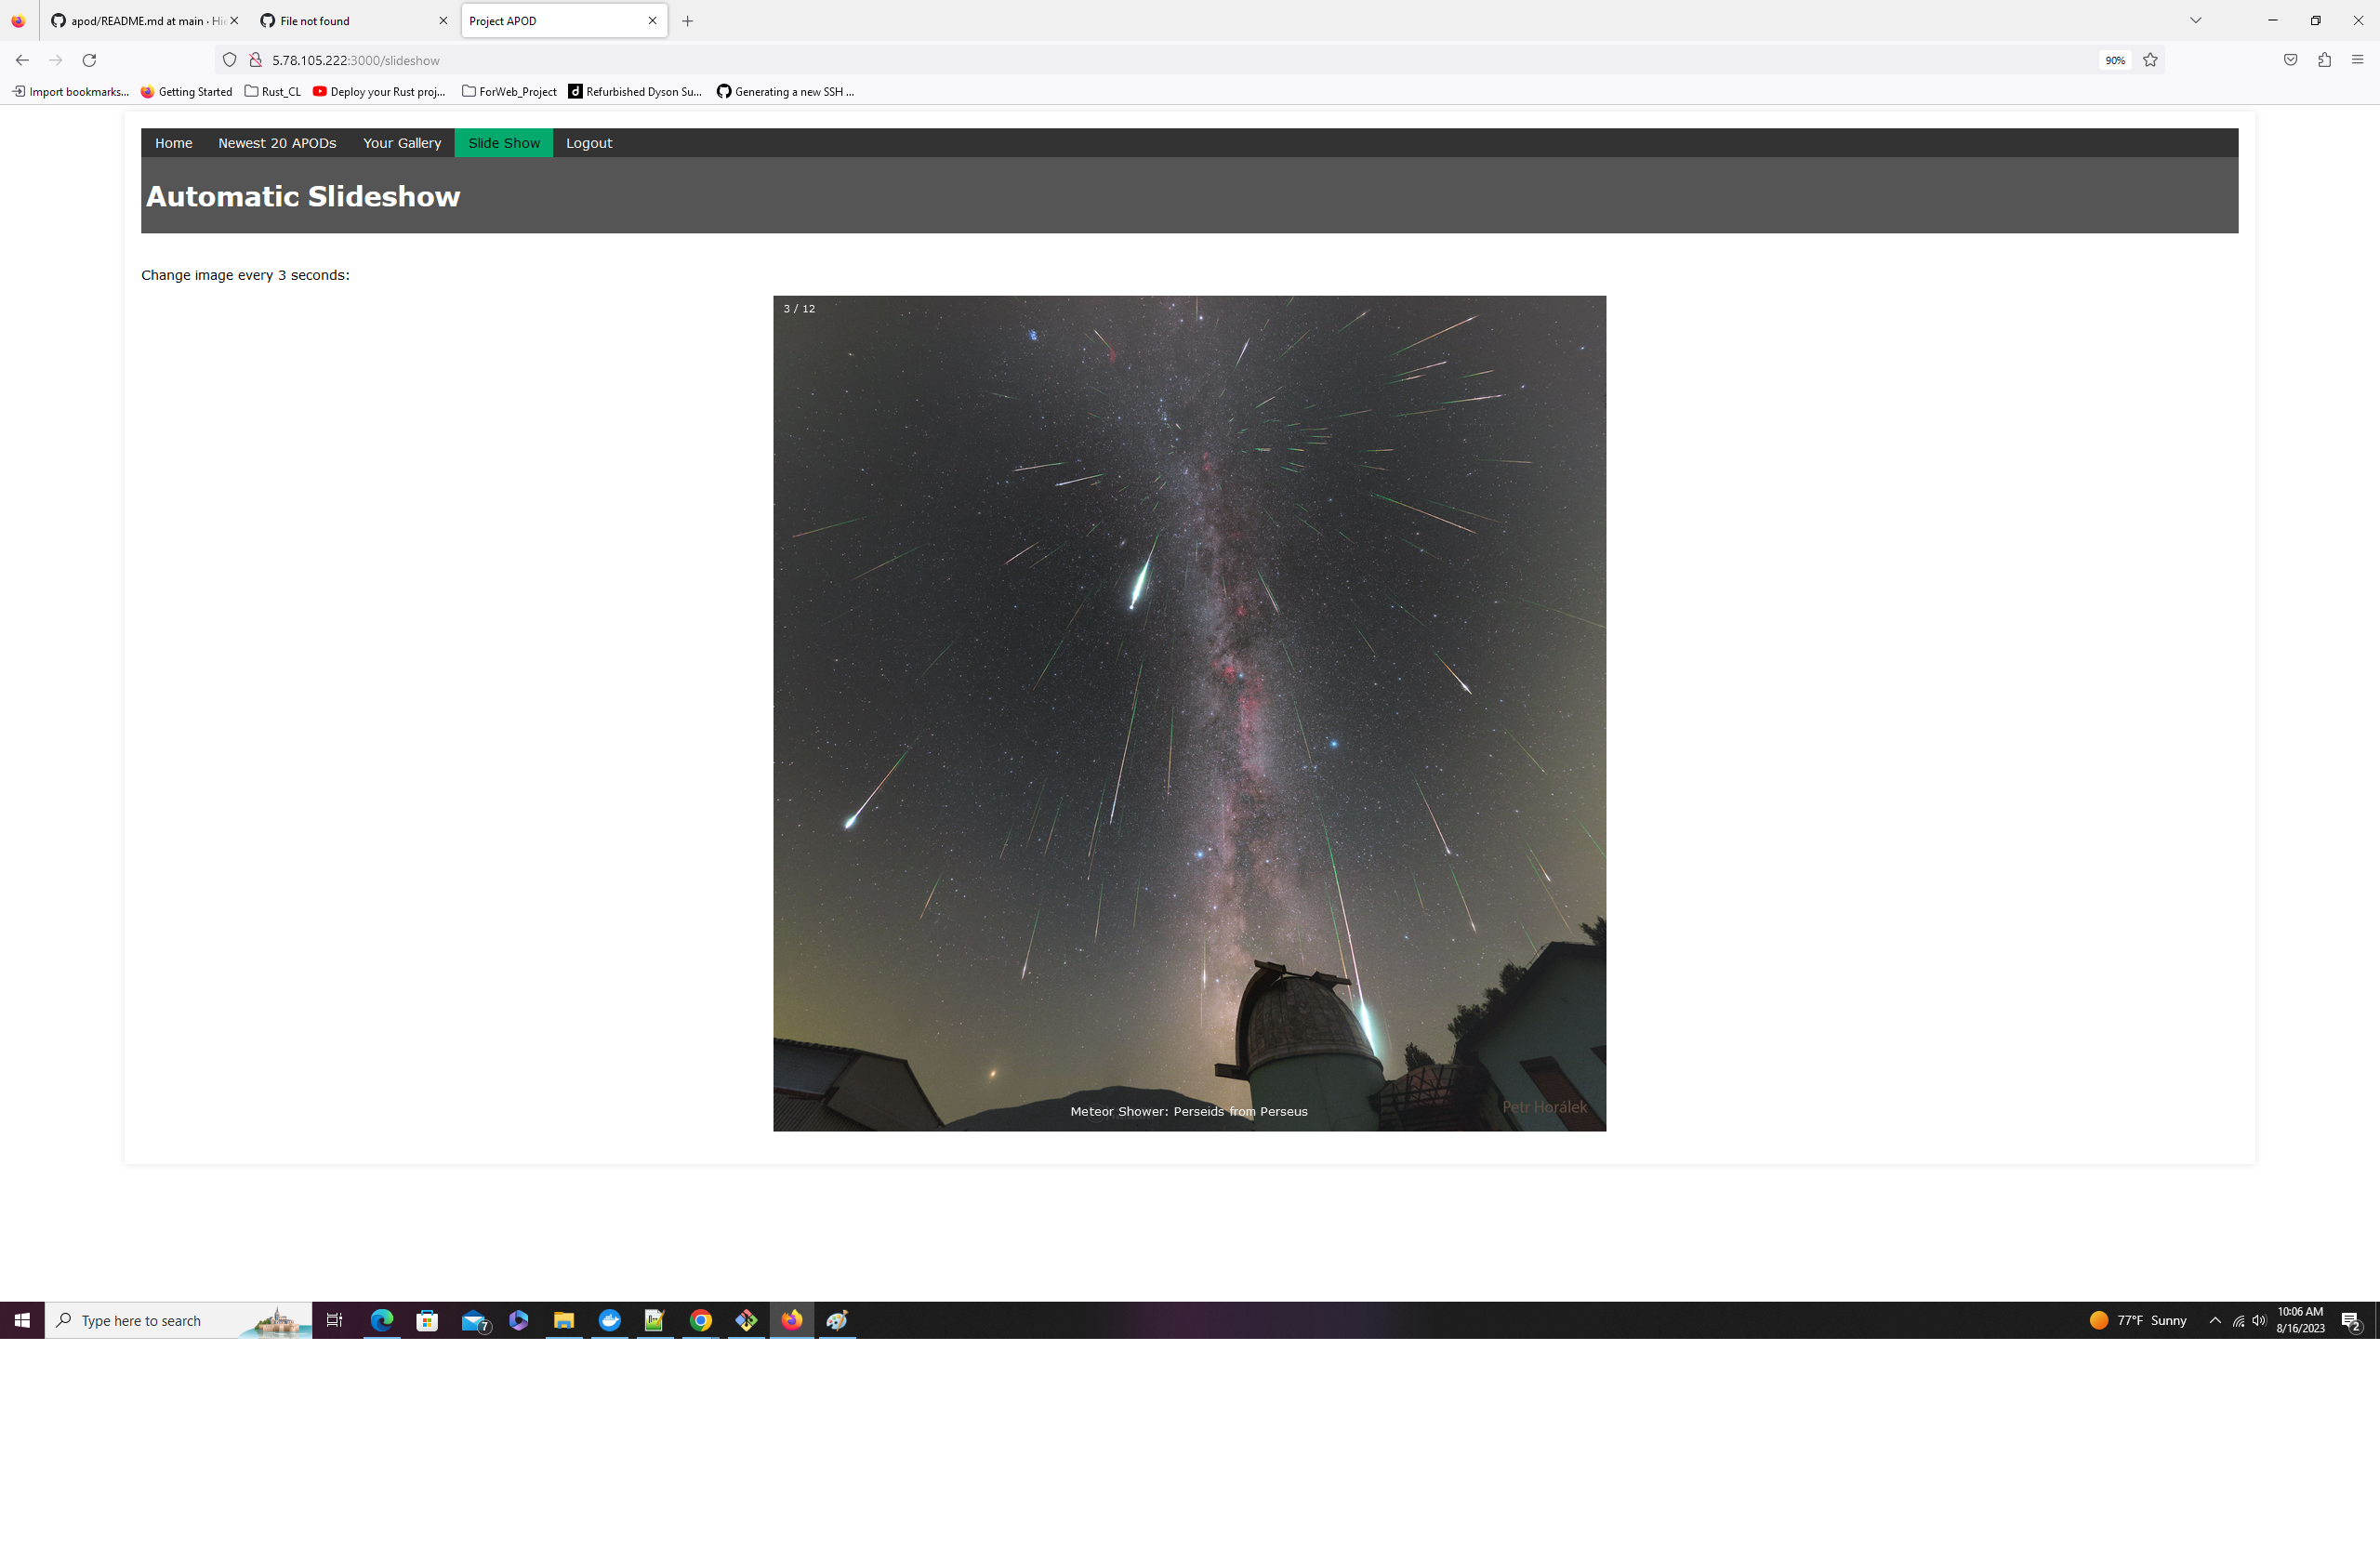 apod/README.md at main · Hie
File not found
Project APOD
5.78.105.222:3000/slideshow
90%
Import bookmarks...
Getting Started
Rust_CL
Deploy your Rust proj...
ForWeb_Project
Refurbished Dyson Su...
Generating a new SSH ...
Home
Newest 20 APODs
Your Gallery
Slide Show
Logout
Automatic Slideshow
Change image every 3 seconds:
3 / 12
Petr Horálek
Meteor Shower: Perseids from Perseus
Type here to search
7
77°F Sunny
10:06 AM
8/16/2023
2